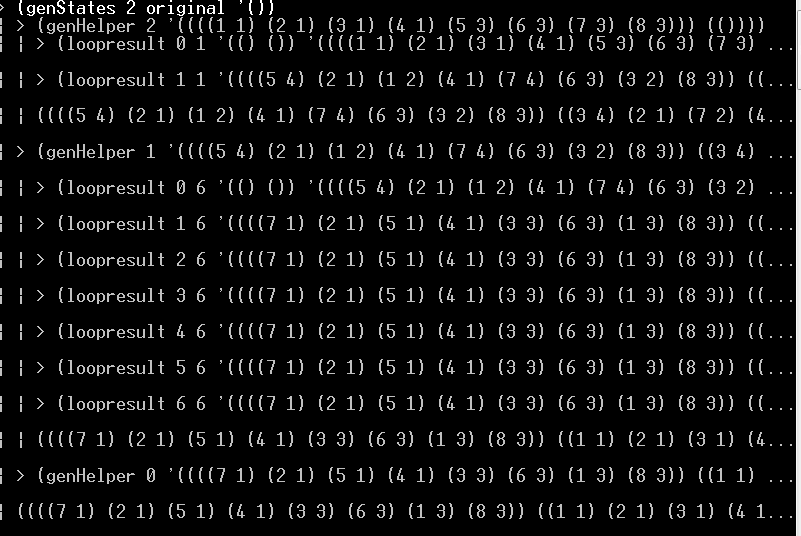 > (genStates 2 original '())
¦ > (genHelper 2 '((((1 1) (2 1) (3 1) (4 1) (5 3) (6 3) (7 3) (8 3))) (())))
¦ ¦ > (loopresult 0 1 '(() ()) '((((1 1) (2 1) (3 1) (4 1) (5 3) (6 3) (7 3) ...
¦ ¦ > (loopresult 1 1 '((((5 4) (2 1) (1 2) (4 1) (7 4) (6 3) (3 2) (8 3)) ((...
¦ ¦ ((((5 4) (2 1) (1 2) (4 1) (7 4) (6 3) (3 2) (8 3)) ((3 4) (2 1) (7 2) (4...
¦ > (genHelper 1 '((((5 4) (2 1) (1 2) (4 1) (7 4) (6 3) (3 2) (8 3)) ((3 4) ...
¦ ¦ > (loopresult 0 6 '(() ()) '((((5 4) (2 1) (1 2) (4 1) (7 4) (6 3) (3 2) ...
¦ ¦ > (loopresult 1 6 '((((7 1) (2 1) (5 1) (4 1) (3 3) (6 3) (1 3) (8 3)) ((...
¦ ¦ > (loopresult 2 6 '((((7 1) (2 1) (5 1) (4 1) (3 3) (6 3) (1 3) (8 3)) ((...
¦ ¦ > (loopresult 3 6 '((((7 1) (2 1) (5 1) (4 1) (3 3) (6 3) (1 3) (8 3)) ((...
¦ ¦ > (loopresult 4 6 '((((7 1) (2 1) (5 1) (4 1) (3 3) (6 3) (1 3) (8 3)) ((...
¦ ¦ > (loopresult 5 6 '((((7 1) (2 1) (5 1) (4 1) (3 3) (6 3) (1 3) (8 3)) ((...
¦ ¦ > (loopresult 6 6 '((((7 1) (2 1) (5 1) (4 1) (3 3) (6 3) (1 3) (8 3)) ((...
¦ ¦ ((((7 1) (2 1) (5 1) (4 1) (3 3) (6 3) (1 3) (8 3)) ((1 1) (2 1) (3 1) (4...
¦ > (genHelper 0 '((((7 1) (2 1) (5 1) (4 1) (3 3) (6 3) (1 3) (8 3)) ((1 1) ...
¦ ((((7 1) (2 1) (5 1) (4 1) (3 3) (6 3) (1 3) (8 3)) ((1 1) (2 1) (3 1) (4 1...